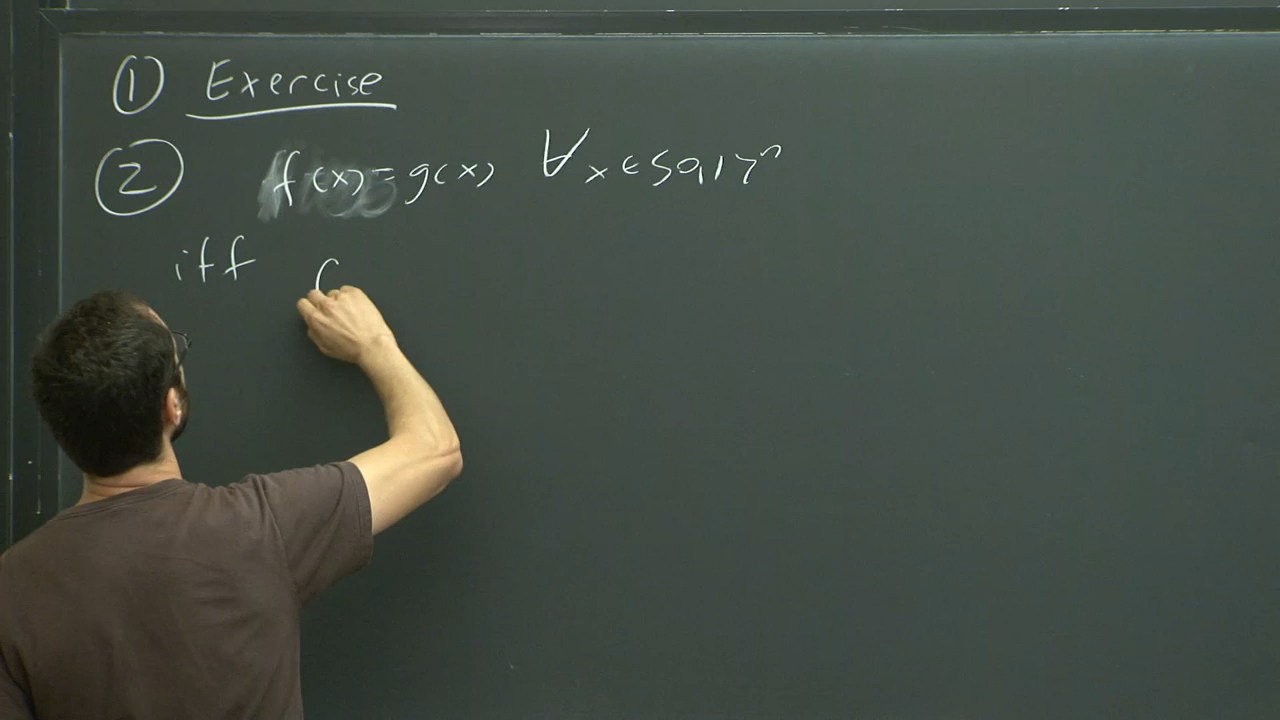 ① Exercise
② f(x) = g(x) ∀x ∈ {0,1}ⁿ
iff (